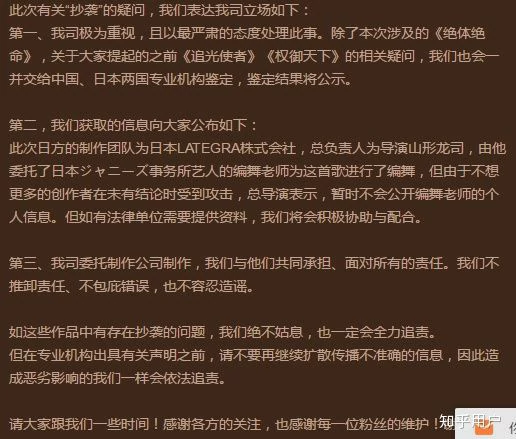 此次有关“抄袭”的疑问，我们表达我司立场如下：
第一、我司极为重视，且以最严肃的态度处理此事。除了本次涉及的《绝体绝
命》，关于大家提起的之前《追光使者》《权御天下》的相关疑问，我们也会一
并交给中国、日本两国专业机构鉴定，鉴定结果将公示。
第二，我们获取的信息向大家公布如下：
此次日方的制作团队为日本LATEGRA株式会社，总负责人为导演山形龙司，由他
委托了日本ジャニーズ事务所艺人的编舞老师为这首歌进行了编舞，但由于不想
更多的创作者在未有结论时受到攻击，总导演表示，暂时不会公开编舞老师的个
人信息。但如有法律单位需要提供资料，我们将会积极协助与配合。
第三、我司委托制作公司制作，我们与他们共同承担、面对所有的责任。我们不
推卸责任、不包庇错误，也不容忍造谣。
如这些作品中有存在抄袭的问题，我们绝不姑息，也一定会全力追责。
但在专业机构出具有关声明之前，请不要再继续扩散传播不准确的信息，因此造
成恶劣影响的我们一样会依法追责。
请大家跟我们一些时间！感谢各方的关注，也感谢每一位粉丝的维护！
知乎用户